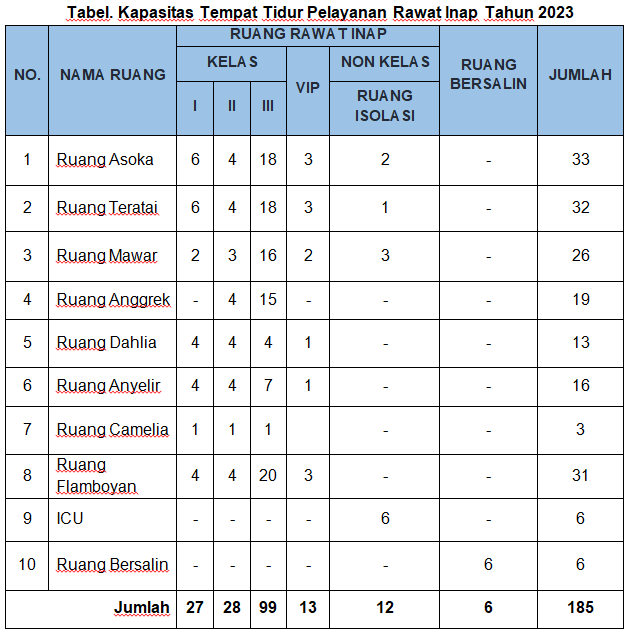 Tabel. Kapasitas Tempat Tidur Pelayanan Rawat Inap Tahun 2023
NO. NAMA RUANG RUANG RAWAT INAP RUANG BERSALIN JUMLAH
KELAS VIP NON KELAS
I II III RUANG ISOLASI
1 Ruang Asoka 6 4 18 3 2 - 33
2 Ruang Teratai 6 4 18 3 1 - 32
3 Ruang Mawar 2 3 16 2 3 - 26
4 Ruang Anggrek - 4 15 - - - 19
5 Ruang Dahlia 4 4 4 1 - - 13
6 Ruang Anyelir 4 4 7 1 - - 16
7 Ruang Camelia 1 1 1 - - 3
8 Ruang Flamboyan 4 4 20 3 - - 31
9 ICU - - - - 6 - 6
10 Ruang Bersalin - - - - - 6 6
Jumlah 27 28 99 13 12 6 185